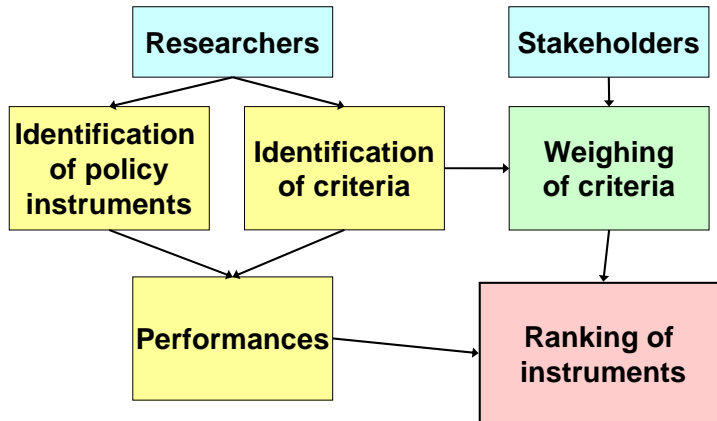 Researchers
Stakeholders
Identification
of policy
instruments
Identification
of criteria
Weighing
of criteria
Performances
Ranking of
instruments